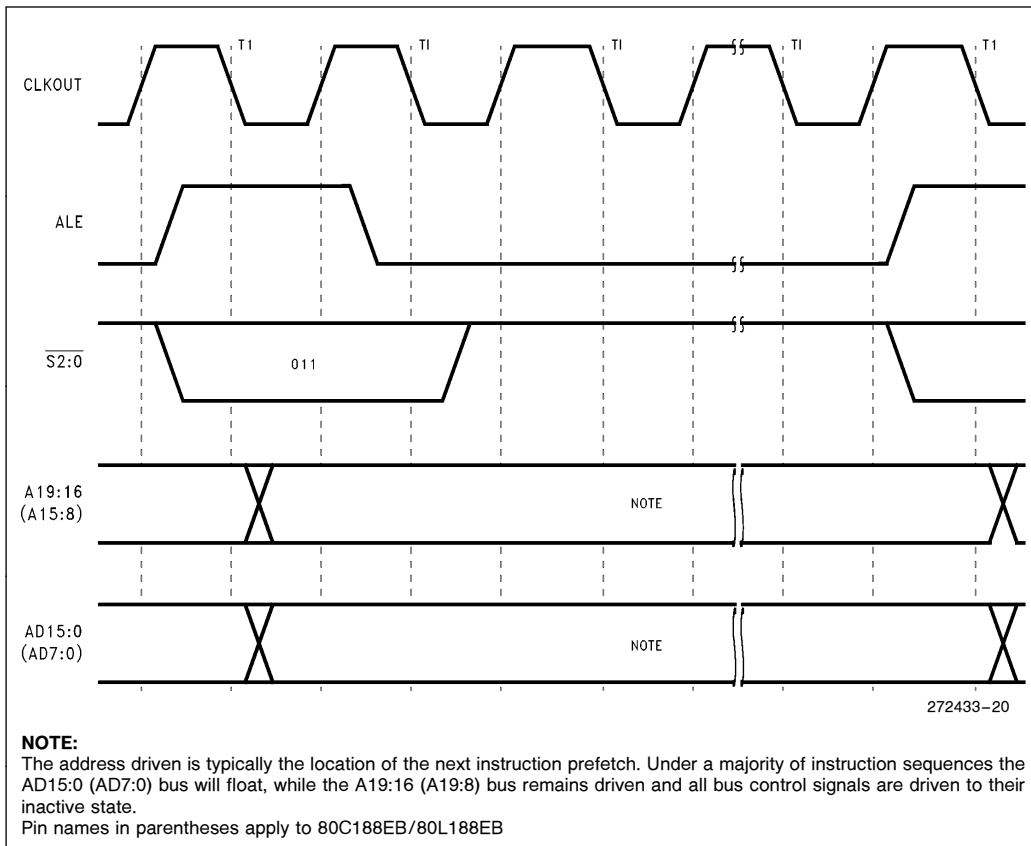 T1 TI TI TI T1
CLKOUT
ALE
S2:0
011
A19:16
(A15:8)
NOTE
AD15:0
(AD7:0)
NOTE
272433–20
NOTE:
The address driven is typically the location of the next instruction prefetch. Under a majority of instruction sequences the
AD15:0 (AD7:0) bus will float, while the A19:16 (A19:8) bus remains driven and all bus control signals are driven to their
inactive state.
Pin names in parentheses apply to 80C188EB/80L188EB